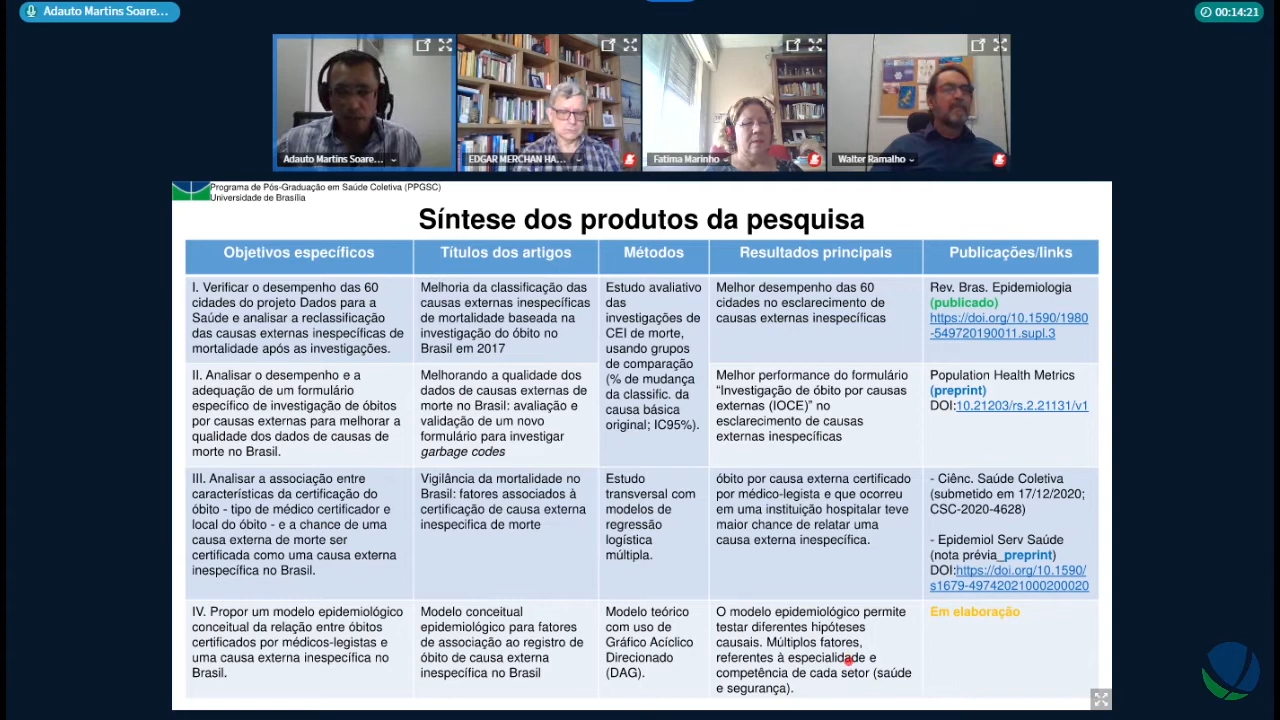 Adauto Martins Soare...
00:14:21
Adauto Martins Soare...
EDGAR MERCHAN HA...
Fatima Marinho
Walter Ramalho
Programa de Pós-Graduação em Saúde Coletiva (PPGSC)
Universidade de Brasília
Síntese dos produtos da pesquisa
Objetivos específicos
Títulos dos artigos
Métodos
Resultados principais
Publicações/links
I. Verificar o desempenho das 60
cidades do projeto Dados para a
Saúde e analisar a reclassificação
das causas externas inespecíficas de
mortalidade após as investigações.
Melhoria da classificação das
causas externas inespecíficas
de mortalidade baseada na
investigação do óbito no
Brasil em 2017
Estudo avaliativo
das
investigações de
CEI de morte,
usando grupos
de comparação
(% de mudança
da classific. da
causa básica
original; IC95%).
Melhor desempenho das 60
cidades no esclarecimento de
causas externas inespecíficas
Rev. Bras. Epidemiologia
(publicado)
https://doi.org/10.1590/1980
-549720190011.supl.3
II. Analisar o desempenho e a
adequação de um formulário
específico de investigação de óbitos
por causas externas para melhorar a
qualidade dos dados de causas de
morte no Brasil.
Melhorando a qualidade dos
dados de causas externas de
morte no Brasil: avaliação e
validação de um novo
formulário para investigar
garbage codes
Melhor performance do formulário
“Investigação de óbito por causas
externas (IOCE)” no
esclarecimento de causas
externas inespecíficas
Population Health Metrics
(preprint)
DOI:10.21203/rs.2.21131/v1
III. Analisar a associação entre
características da certificação do
óbito - tipo de médico certificador e
local do óbito - e a chance de uma
causa externa de morte ser
certificada como uma causa externa
inespecífica no Brasil.
Vigilância da mortalidade no
Brasil: fatores associados à
certificação de causa externa
inespecifica de morte
Estudo
transversal com
modelos de
regressão
logística
múltipla.
óbito por causa externa certificado
por médico-legista e que ocorreu
em uma instituição hospitalar teve
maior chance de relatar uma
causa externa inespecífica.
- Ciênc. Saúde Coletiva
(submetido em 17/12/2020;
CSC-2020-4628)
- Epidemiol Serv Saúde
(nota prévia_preprint)
DOI:https://doi.org/10.1590/
s1679-49742021000200020
IV. Propor um modelo epidemiológico
conceitual da relação entre óbitos
certificados por médicos-legistas e
uma causa externa inespecífica no
Brasil.
Modelo conceitual
epidemiológico para fatores
de associação ao registro de
óbito de causa externa
inespecífica no Brasil
Modelo teórico
com uso de
Gráfico Acíclico
Direcionado
(DAG).
O modelo epidemiológico permite
testar diferentes hipóteses
causais. Múltiplos fatores,
referentes à especialidade e
competência de cada setor (saúde
e segurança).
Em elaboração